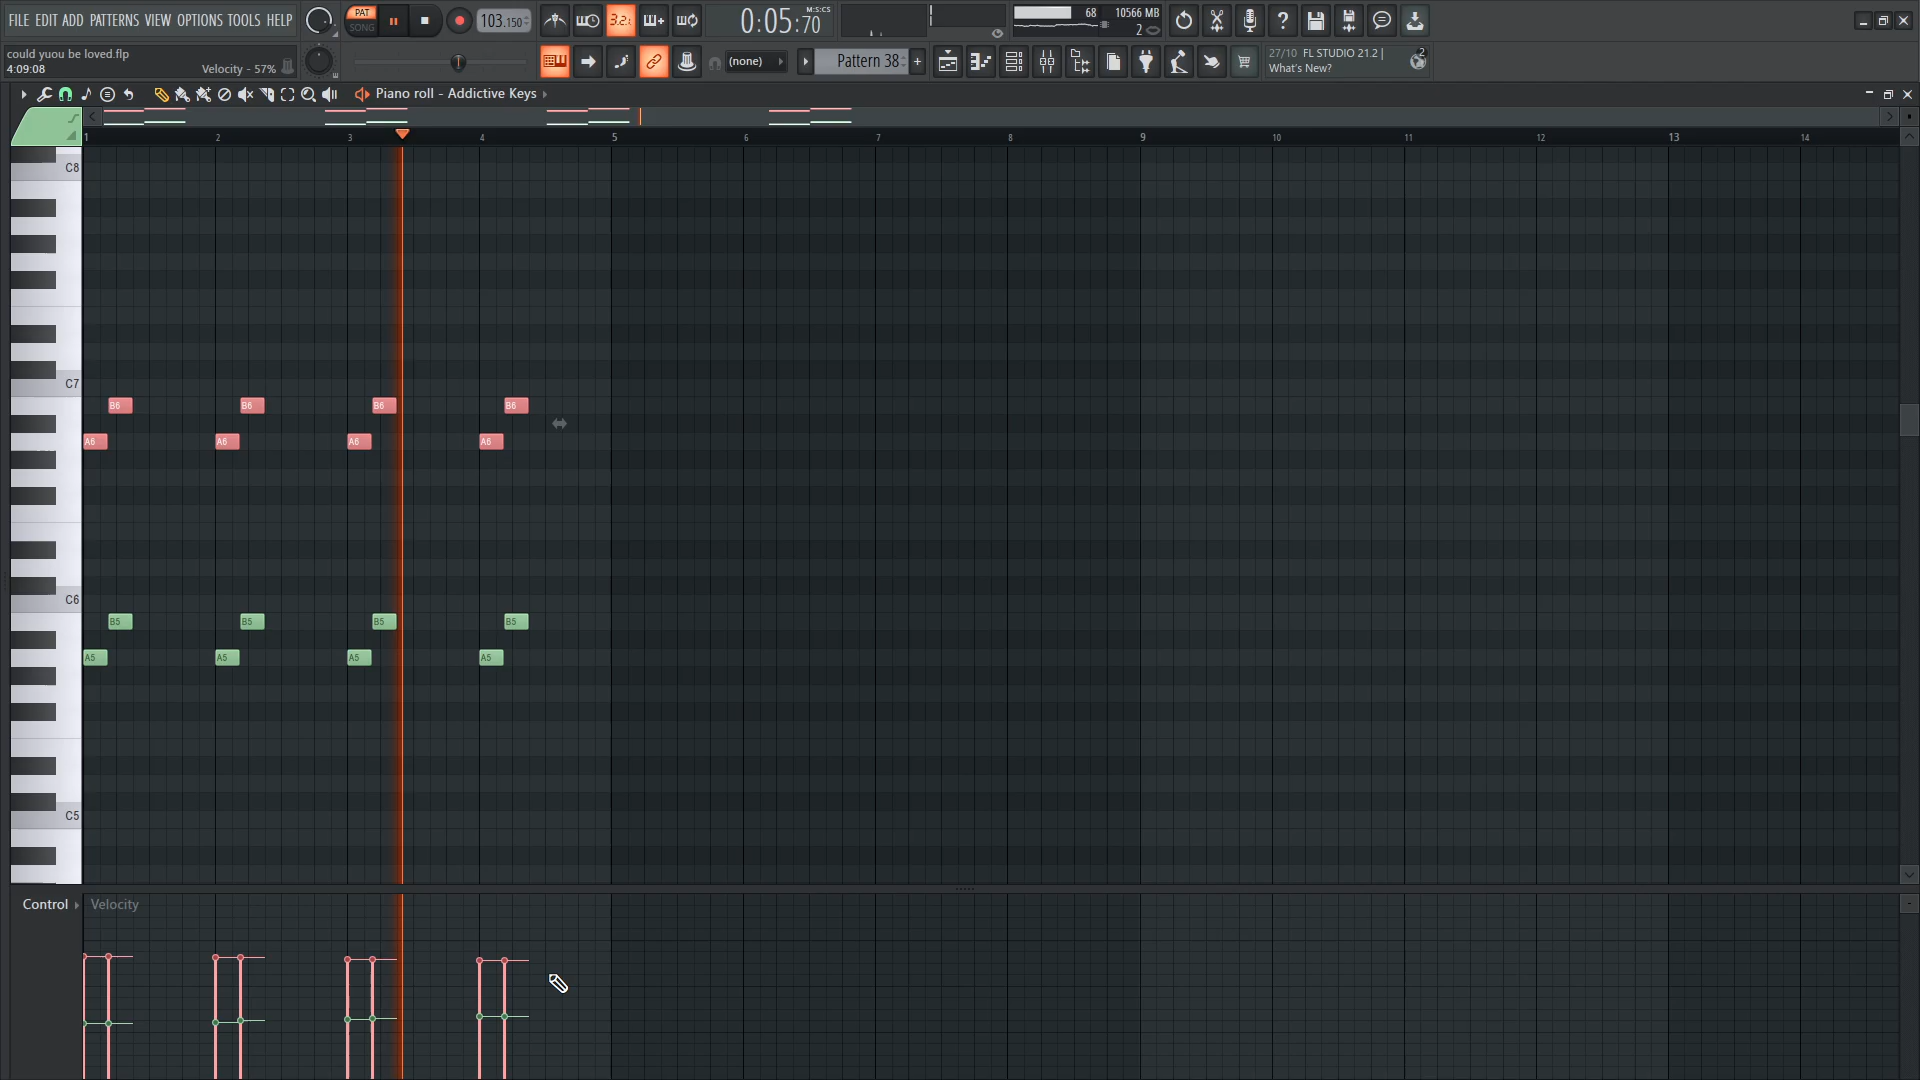 FILE EDIT ADD PATTERNS VIEW OPTIONS TOOLS HELP
PAT
SONG
103.150
3.2.
0:05:70
M:S:CS
68
10566 MB
2
could yuou be loved.flp
4:09:08
Velocity - 57%
(none)
Pattern 38
+
27/10 FL STUDIO 21.2 |
What's New?
2
Piano roll - Addictive Keys
1 2 3 4 5 6 7 8 9 10 11 12 13 14
C8
C7
B6 B6 B6 B6
A6 A6 A6 A6
C6
B5 B5 B5 B5
A5 A5 A5 A5
C5
Control
Velocity